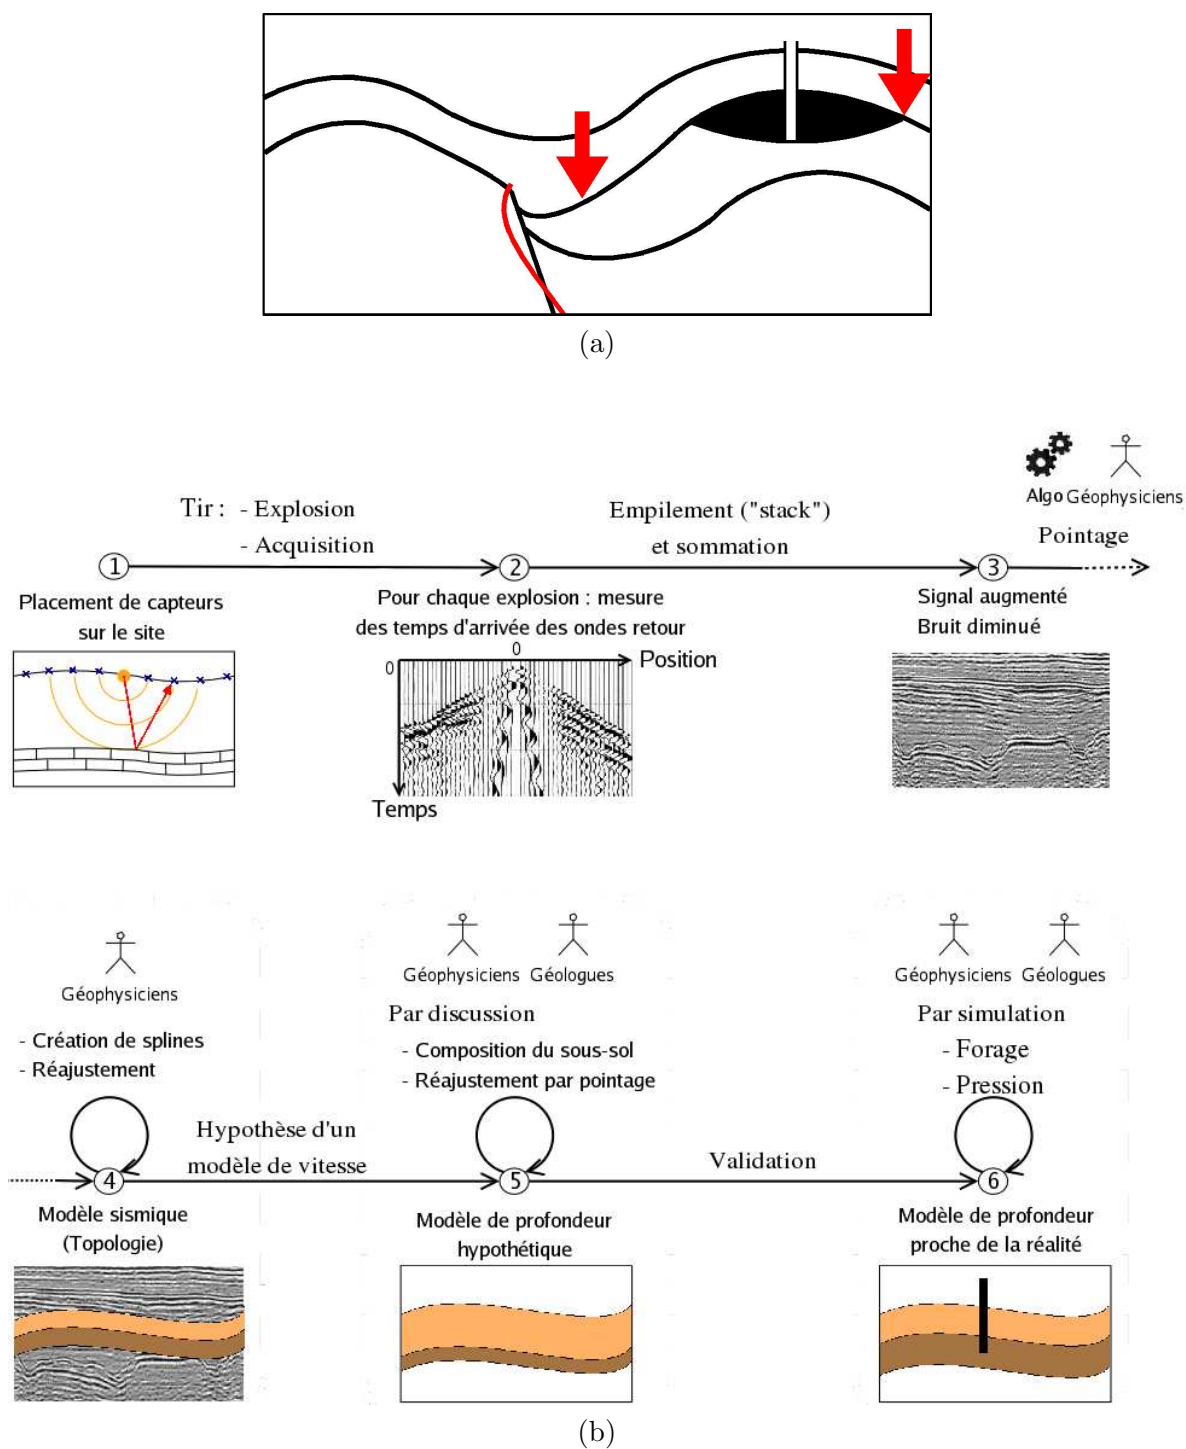 (a)
Algo Géophysiciens
Pointage
Tir : - Explosion
- Acquisition
Empilement ("stack")
et sommation
1
2
3
Placement de capteurs
sur le site
Pour chaque explosion : mesure
des temps d'arrivée des ondes retour
Signal augmenté
Bruit diminué
0
0
Position
Temps
Géophysiciens
- Création de splines
- Réajustement
Géophysiciens Géologues
Par discussion
- Composition du sous-sol
- Réajustement par pointage
Géophysiciens Géologues
Par simulation
- Forage
- Pression
Hypothèse d'un
modèle de vitesse
Validation
4
5
6
Modèle sismique
(Topologie)
Modèle de profondeur
hypothétique
Modèle de profondeur
proche de la réalité
(b)